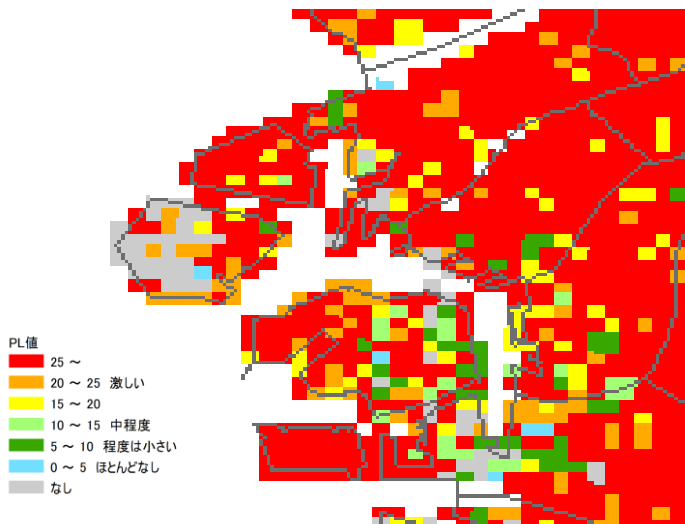 PL値
25 ~
20 ~ 25 激しい
15 ~ 20
10 ~ 15 中程度
5 ~ 10 程度は小さい
0 ~ 5 ほとんどなし
なし